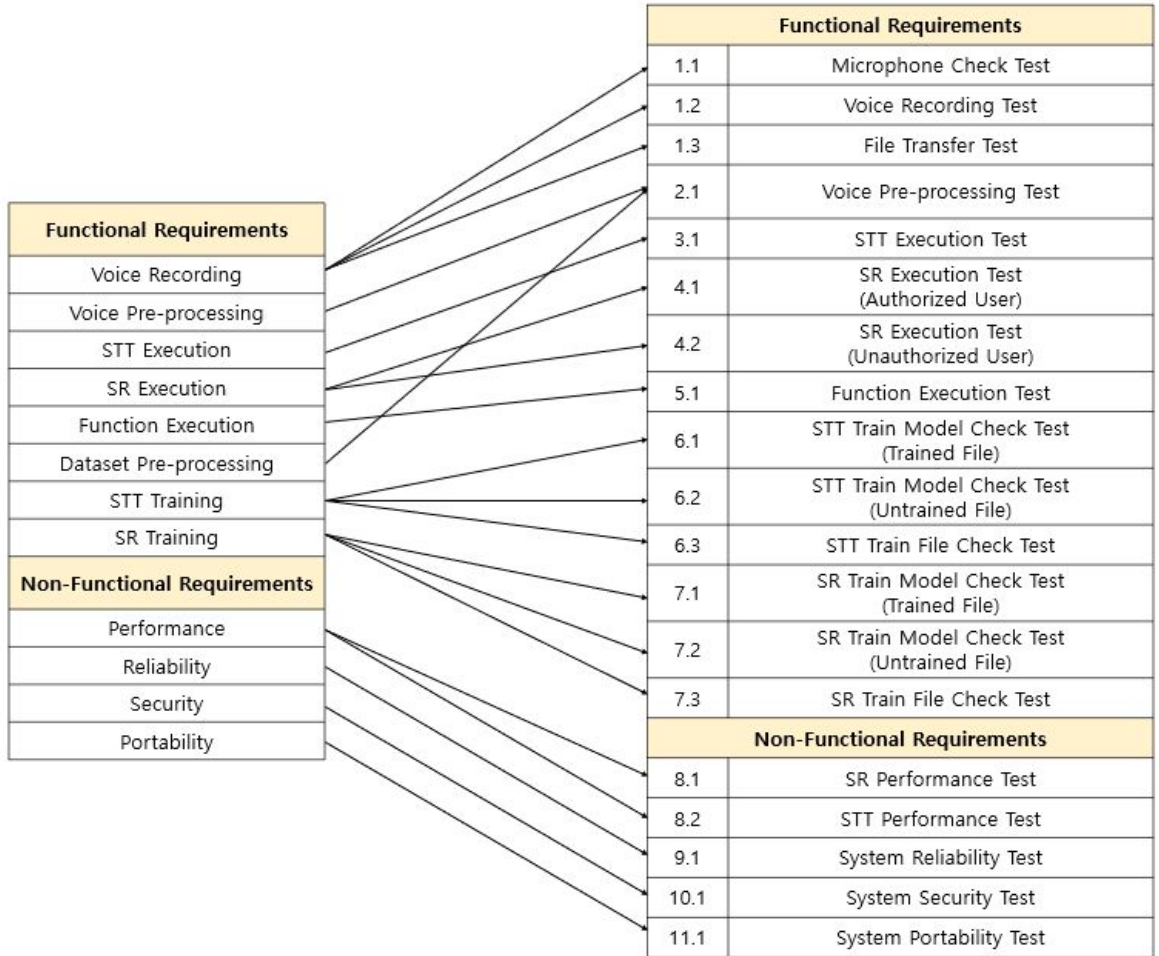 Functional Requirements
Voice Recording
Voice Pre-processing
STT Execution
SR Execution
Function Execution
Dataset Pre-processing
STT Training
SR Training
Non-Functional Requirements
Performance
Reliability
Security
Portability
Functional Requirements
1.1 Microphone Check Test
1.2 Voice Recording Test
1.3 File Transfer Test
2.1 Voice Pre-processing Test
3.1 STT Execution Test
4.1 SR Execution Test
(Authorized User)
4.2 SR Execution Test
(Unauthorized User)
5.1 Function Execution Test
6.1 STT Train Model Check Test
(Trained File)
6.2 STT Train Model Check Test
(Untrained File)
6.3 STT Train File Check Test
7.1 SR Train Model Check Test
(Trained File)
7.2 SR Train Model Check Test
(Untrained File)
7.3 SR Train File Check Test
Non-Functional Requirements
8.1 SR Performance Test
8.2 STT Performance Test
9.1 System Reliability Test
10.1 System Security Test
11.1 System Portability Test